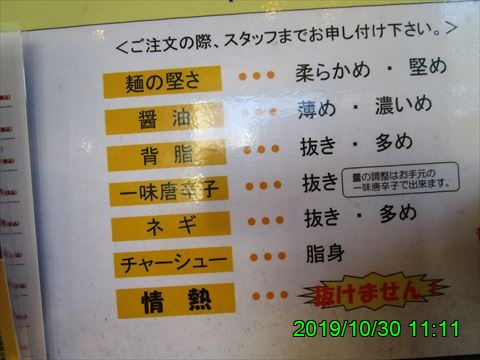 <ご注文の際、スタッフまでお申し付け下さい。>
麺の堅さ ●●● 柔らかめ ・ 堅め
醤油 ●●● 薄め ・ 濃いめ
背脂 ●●● 抜き ・ 多め
一味唐辛子 ●●● 抜き
量の調整はお手元の
一味唐辛子で出来ます。
ネギ ●●● 抜き ・ 多め
チャーシュー ●●● 脂身
情熱 ●●● 抜けません!
2019/10/30 11:11